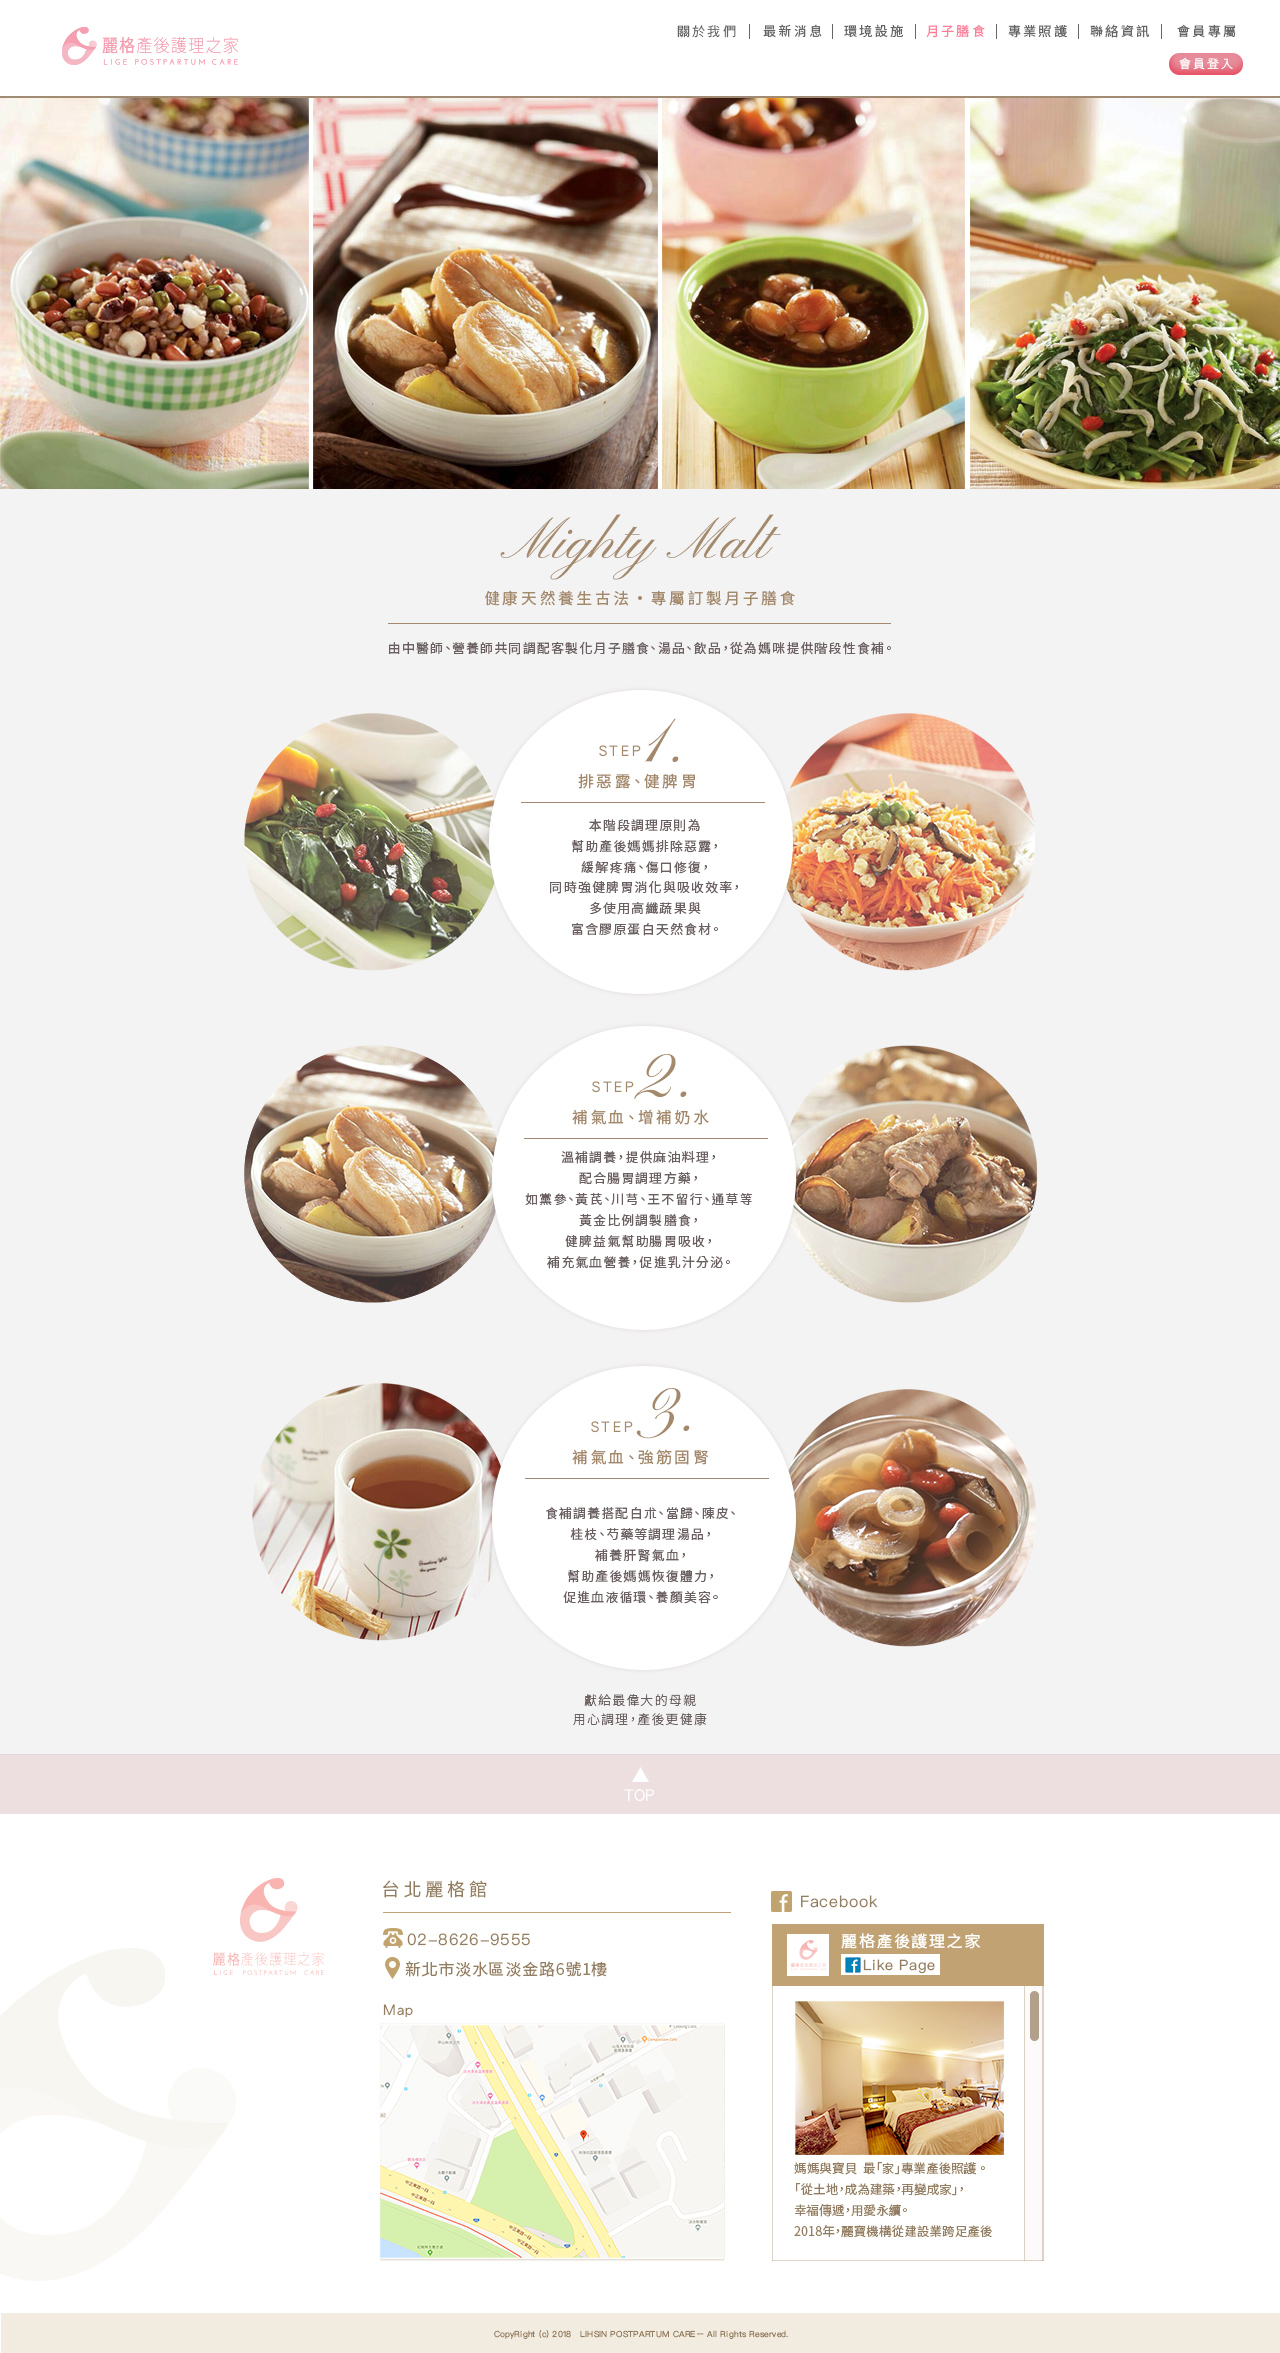 麗格產後護理之家
LIGE POSTPARTUM CARE
關於我們
最新消息
環境設施
月子膳食
專業照護
聯絡資訊
會員專屬
會員登入
Mighty Malt
健康天然養生古法・專屬訂製月子膳食
由中醫師、營養師共同調配客製化月子膳食、湯品、飲品，從為媽咪提供階段性食補。
STEP 1.
排惡露、健脾胃
本階段調理原則為
幫助產後媽媽排除惡露，
緩解疼痛、傷口修復，
同時強健脾胃消化與吸收效率，
多使用高纖蔬果與
富含膠原蛋白天然食材。
STEP 2.
補氣血、增補奶水
溫補調養，提供麻油料理，
配合腸胃調理方藥，
如黨參、黃芪、川芎、王不留行、通草等
黃金比例調製膳食，
健脾益氣幫助腸胃吸收，
補充氣血營養，促進乳汁分泌。
STEP 3.
補氣血、強筋固腎
食補調養搭配白朮、當歸、陳皮、
桂枝、芍藥等調理湯品，
補養肝腎氣血，
幫助產後媽媽恢復體力，
促進血液循環、養顏美容。
獻給最偉大的母親
用心調理，產後更健康
TOP
麗格產後護理之家
LIGE POSTPARTUM CARE
台北麗格館
02-8626-9555
新北市淡水區淡金路6號1樓
Map
Facebook
麗格產後護理之家
Like Page
媽媽與寶貝 最「家」專業產後照護。
「從土地，成為建築，再變成家」，
幸福傳遞，用愛永續。
2018年，麗寶機構從建設業跨足產後
CopyRight (c) 2018 LIHSIN POSTPARTUM CARE-- All Rights Reserved.